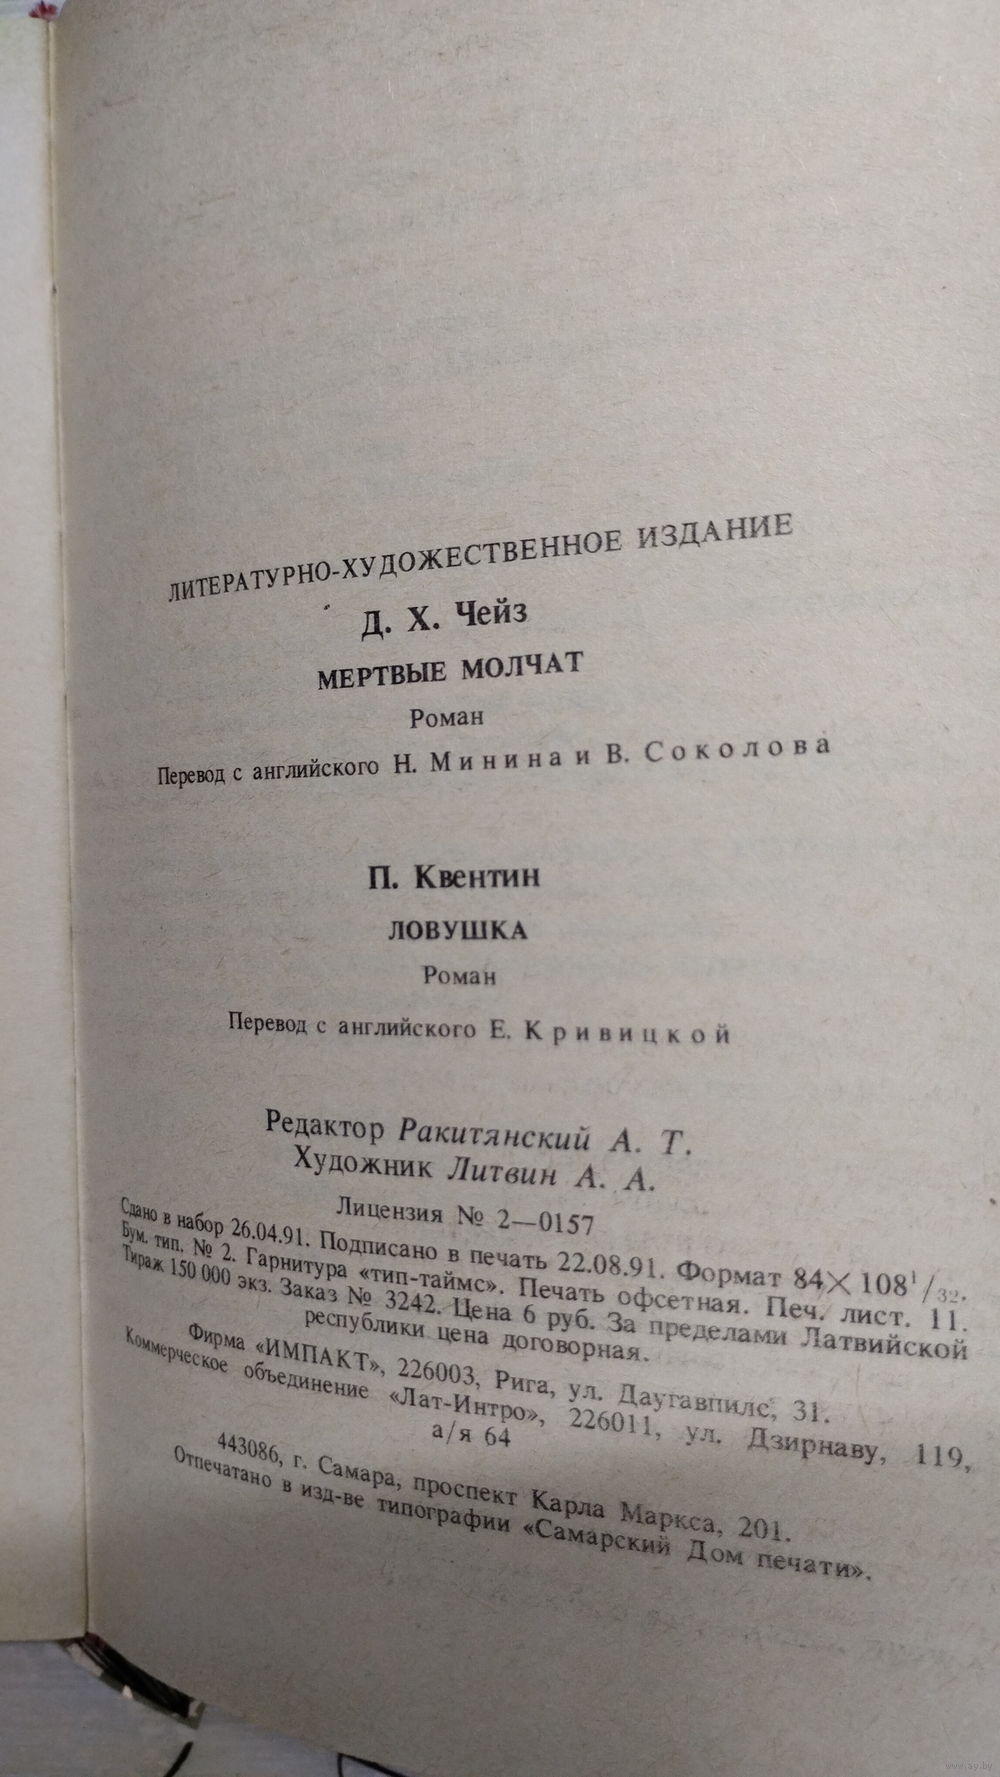 ЛИТЕРАТУРНО-ХУДОЖЕСТВЕННОЕ ИЗДАНИЕ
Д. Х. Чейз
МЕРТВЫЕ МОЛЧАТ
Роман
Перевод с английского Н. Минина и В. Соколова
П. Квентин
ЛОВУШКА
Роман
Перевод с английского Е. Кривицкой
Редактор Ракитянский А. Т.
Художник Литвин А. А.
Лицензия № 2—0157
Сдано в набор 26.04.91. Подписано в печать 22.08.91. Формат 84×108¹/₃₂.
Бум. тип. № 2. Гарнитура «тип-таймс». Печать офсетная. Печ. лист. 11.
Тираж 150 000 экз. Заказ № 3242. Цена 6 руб. За пределами Латвийской
республики цена договорная.
Фирма «ИМПАКТ», 226003, Рига, ул. Даугавпилс, 31.
Коммерческое объединение «Лат-Интро», 226011, ул. Дзирнаву, 119,
а/я 64
443086, г. Самара, проспект Карла Маркса, 201.
Отпечатано в изд-ве типографии «Самарский Дом печати».
www.ay.by